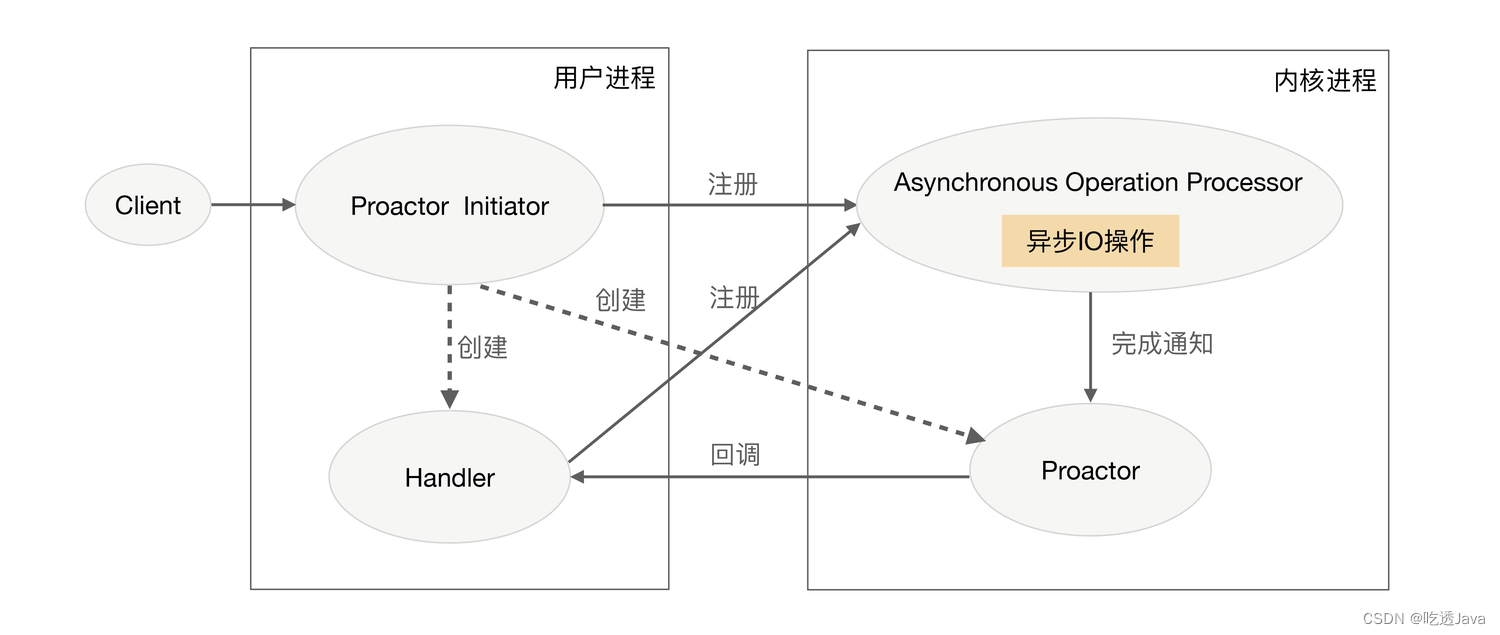 用户进程
内核进程
Client
Proactor Initiator
注册
Asynchronous Operation Processor
异步IO操作
创建
注册
创建
完成通知
回调
Handler
Proactor
CSDN @吃透Java